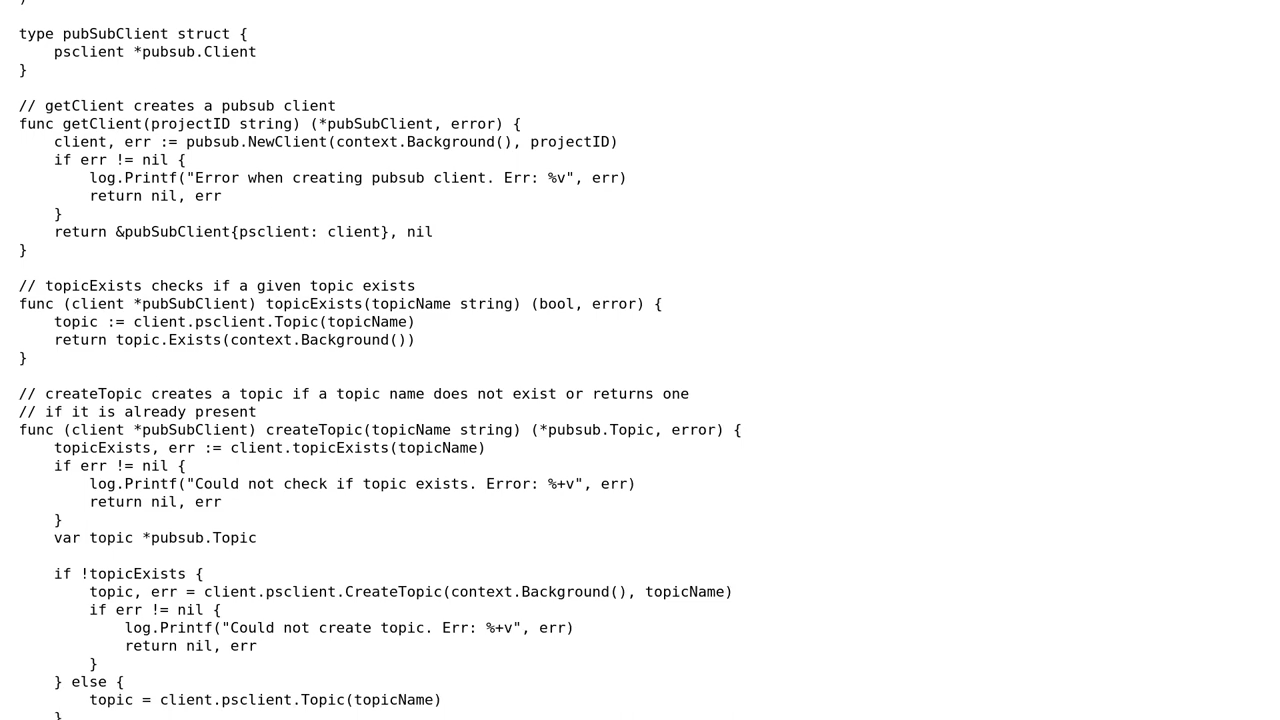 )
type pubSubClient struct {
    psclient *pubsub.Client
}
// getClient creates a pubsub client
func getClient(projectID string) (*pubSubClient, error) {
    client, err := pubsub.NewClient(context.Background(), projectID)
    if err != nil {
        log.Printf("Error when creating pubsub client. Err: %v", err)
        return nil, err
    }
    return &pubSubClient{psclient: client}, nil
}
// topicExists checks if a given topic exists
func (client *pubSubClient) topicExists(topicName string) (bool, error) {
    topic := client.psclient.Topic(topicName)
    return topic.Exists(context.Background())
}
// createTopic creates a topic if a topic name does not exist or returns one
// if it is already present
func (client *pubSubClient) createTopic(topicName string) (*pubsub.Topic, error) {
    topicExists, err := client.topicExists(topicName)
    if err != nil {
        log.Printf("Could not check if topic exists. Error: %+v", err)
        return nil, err
    }
    var topic *pubsub.Topic
    if !topicExists {
        topic, err = client.psclient.CreateTopic(context.Background(), topicName)
        if err != nil {
            log.Printf("Could not create topic. Err: %+v", err)
            return nil, err
        }
    } else {
        topic = client.psclient.Topic(topicName)
    }